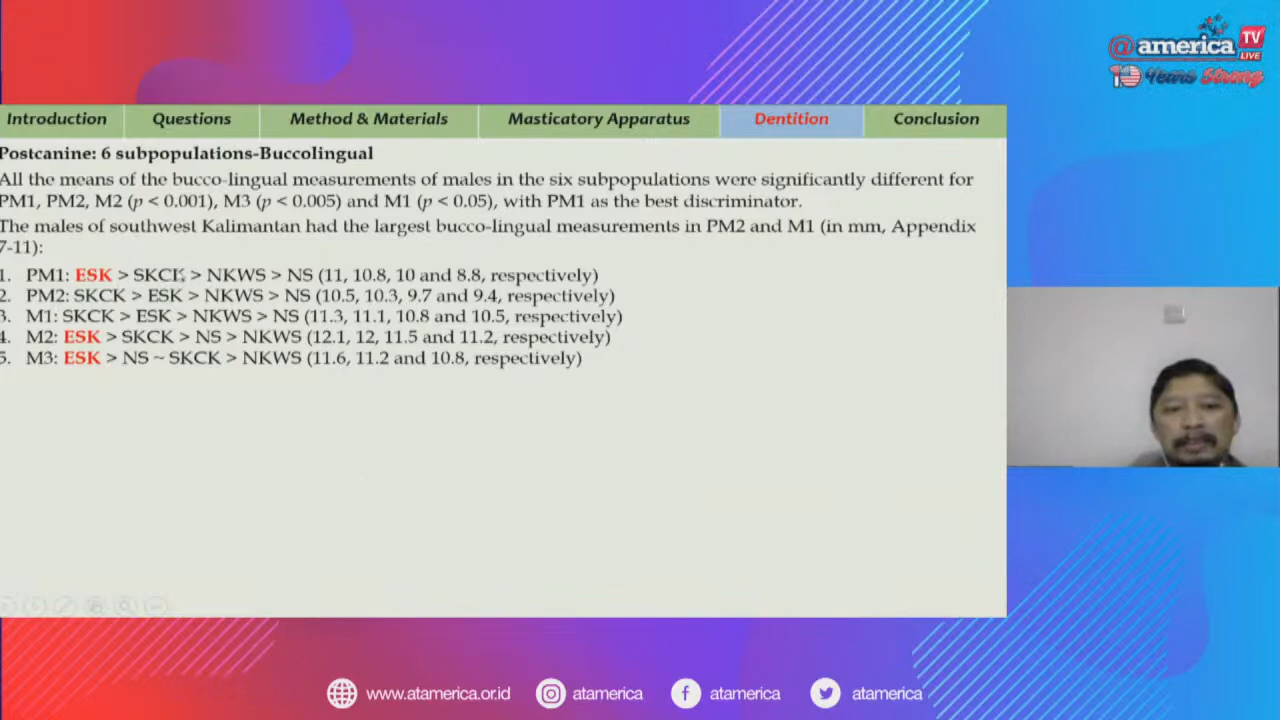 @america TV
LIVE
10 Years Strong
Introduction Questions Method & Materials Masticatory Apparatus Dentition Conclusion
Postcanine: 6 subpopulations-Buccolingual
All the means of the bucco-lingual measurements of males in the six subpopulations were significantly different for
PM1, PM2, M2 (p < 0.001), M3 (p < 0.005) and M1 (p < 0.05), with PM1 as the best discriminator.
The males of southwest Kalimantan had the largest bucco-lingual measurements in PM2 and M1 (in mm, Appendix
7-11):
1. PM1: ESK > SKCK > NKWS > NS (11, 10.8, 10 and 8.8, respectively)
2. PM2: SKCK > ESK > NKWS > NS (10.5, 10.3, 9.7 and 9.4, respectively)
3. M1: SKCK > ESK > NKWS > NS (11.3, 11.1, 10.8 and 10.5, respectively)
4. M2: ESK > SKCK > NS > NKWS (12.1, 12, 11.5 and 11.2, respectively)
5. M3: ESK > NS ~ SKCK > NKWS (11.6, 11.2 and 10.8, respectively)
www.atamerica.or.id atamerica atamerica atamerica